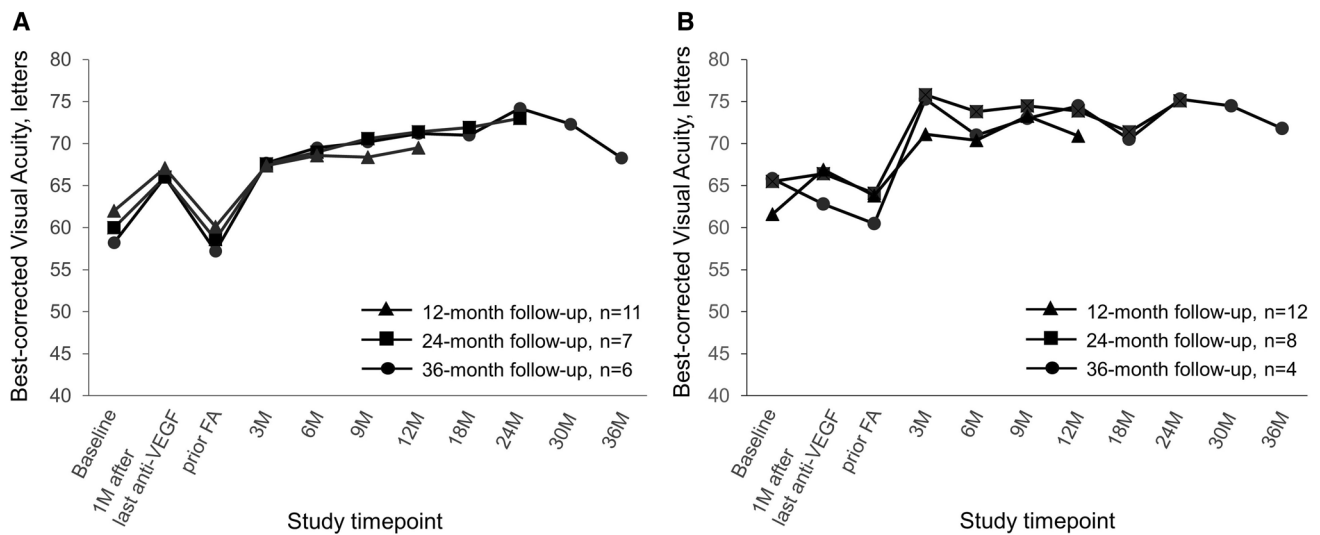 A
Best-corrected Visual Acuity, letters
80
75
70
65
60
55
50
45
40
12-month follow-up, n=11
24-month follow-up, n=7
36-month follow-up, n=6
Baseline
1M after
last anti-VEGF
prior FA
3M
6M
9M
12M
18M
24M
30M
36M
Study timepoint
B
Best-corrected Visual Acuity, letters
80
75
70
65
60
55
50
45
40
12-month follow-up, n=12
24-month follow-up, n=8
36-month follow-up, n=4
Baseline
1M after
last anti-VEGF
prior FA
3M
6M
9M
12M
18M
24M
30M
36M
Study timepoint